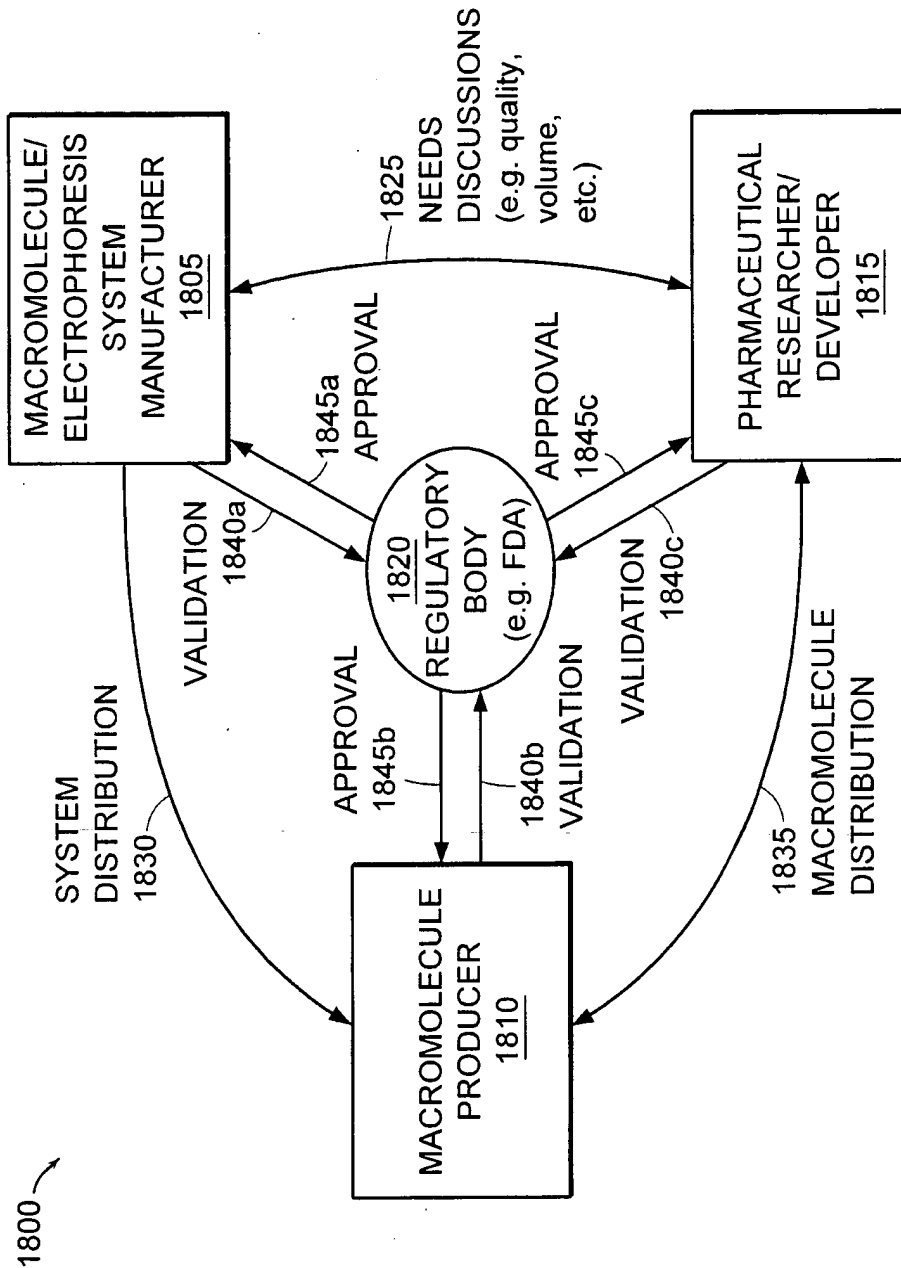 1800
MACROMOLECULE/
ELECTROPHORESIS
SYSTEM
MANUFACTURER
1805
SYSTEM
DISTRIBUTION
1830
VALIDATION
1840a
1845a
APPROVAL
1825
NEEDS
DISCUSSIONS
(e.g. quality,
volume,
etc.)
MACROMOLECULE
PRODUCER
1810
APPROVAL
1845b
1840b
VALIDATION
1820
REGULATORY
BODY
(e.g. FDA)
APPROVAL
1845c
VALIDATION
1840c
1835
MACROMOLECULE
DISTRIBUTION
PHARMACEUTICAL
RESEARCHER/
DEVELOPER
1815